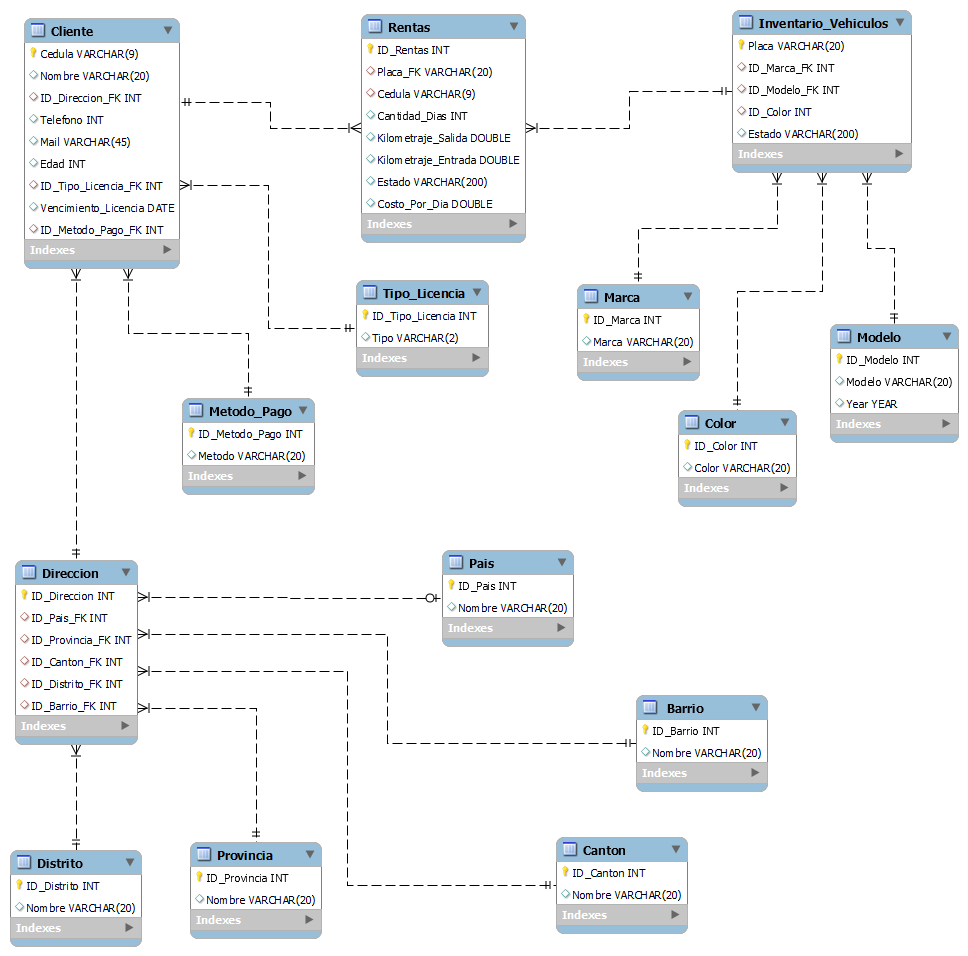 Cliente
Cedula VARCHAR(9)
Nombre VARCHAR(20)
ID_Direccion_FK INT
Telefono INT
Mail VARCHAR(45)
Edad INT
ID_Tipo_Licencia_FK INT
Vencimiento_Licencia DATE
ID_Metodo_Pago_FK INT
Indexes
Rentas
ID_Rentas INT
Placa_FK VARCHAR(20)
Cedula VARCHAR(9)
Cantidad_Dias INT
Kilometraje_Salida DOUBLE
Kilometraje_Entrada DOUBLE
Estado VARCHAR(200)
Costo_Por_Dia DOUBLE
Indexes
Inventario_Vehiculos
Placa VARCHAR(20)
ID_Marca_FK INT
ID_Modelo_FK INT
ID_Color INT
Estado VARCHAR(200)
Indexes
Tipo_Licencia
ID_Tipo_Licencia INT
Tipo VARCHAR(2)
Indexes
Marca
ID_Marca INT
Marca VARCHAR(20)
Indexes
Modelo
ID_Modelo INT
Modelo VARCHAR(20)
Year YEAR
Indexes
Metodo_Pago
ID_Metodo_Pago INT
Metodo VARCHAR(20)
Indexes
Color
ID_Color INT
Color VARCHAR(20)
Indexes
Direccion
ID_Direccion INT
ID_Pais_FK INT
ID_Provincia_FK INT
ID_Canton_FK INT
ID_Distrito_FK INT
ID_Barrio_FK INT
Indexes
Pais
ID_Pais INT
Nombre VARCHAR(20)
Indexes
Barrio
ID_Barrio INT
Nombre VARCHAR(20)
Indexes
Distrito
ID_Distrito INT
Nombre VARCHAR(20)
Indexes
Provincia
ID_Provincia INT
Nombre VARCHAR(20)
Indexes
Canton
ID_Canton INT
Nombre VARCHAR(20)
Indexes